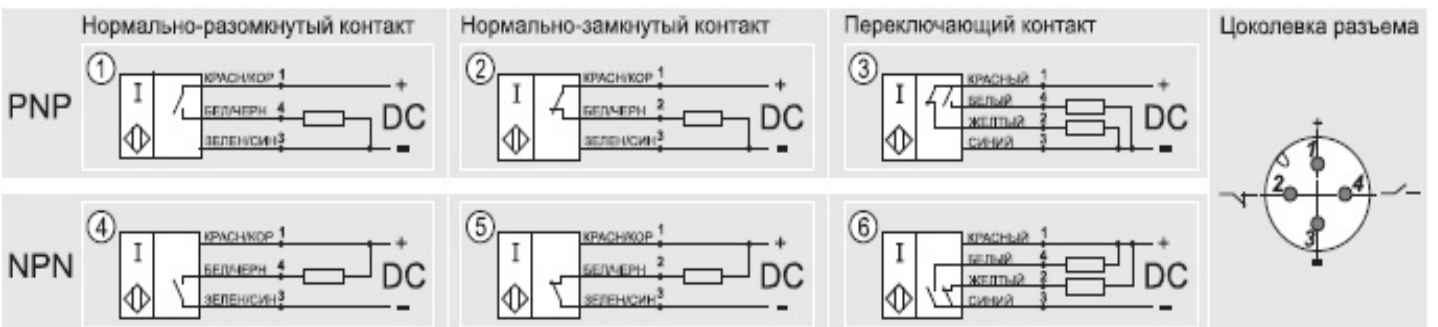 Нормально-разомкнутый контакт
Нормально-замкнутый контакт
Переключающий контакт
Цоколевка разъема
PNP
1
I
КРАСН/КОР 1
БЕЛ/ЧЕРН 4
ЗЕЛЕН/СИН 3
+
DC
-
2
I
КРАСН/КОР 1
БЕЛ/ЧЕРН 2
ЗЕЛЕН/СИН 3
+
DC
-
3
I
КРАСНЫЙ 1
БЕЛЫЙ 4
ЖЕЛТЫЙ 2
СИНИЙ 3
+
DC
-
NPN
4
I
КРАСН/КОР 1
БЕЛ/ЧЕРН 4
ЗЕЛЕН/СИН 3
+
DC
-
5
I
КРАСН/КОР 1
БЕЛ/ЧЕРН 2
ЗЕЛЕН/СИН 3
+
DC
-
6
I
КРАСНЫЙ 1
БЕЛЫЙ 4
ЖЕЛТЫЙ 2
СИНИЙ 3
+
DC
-
+
1
2
4
3
-